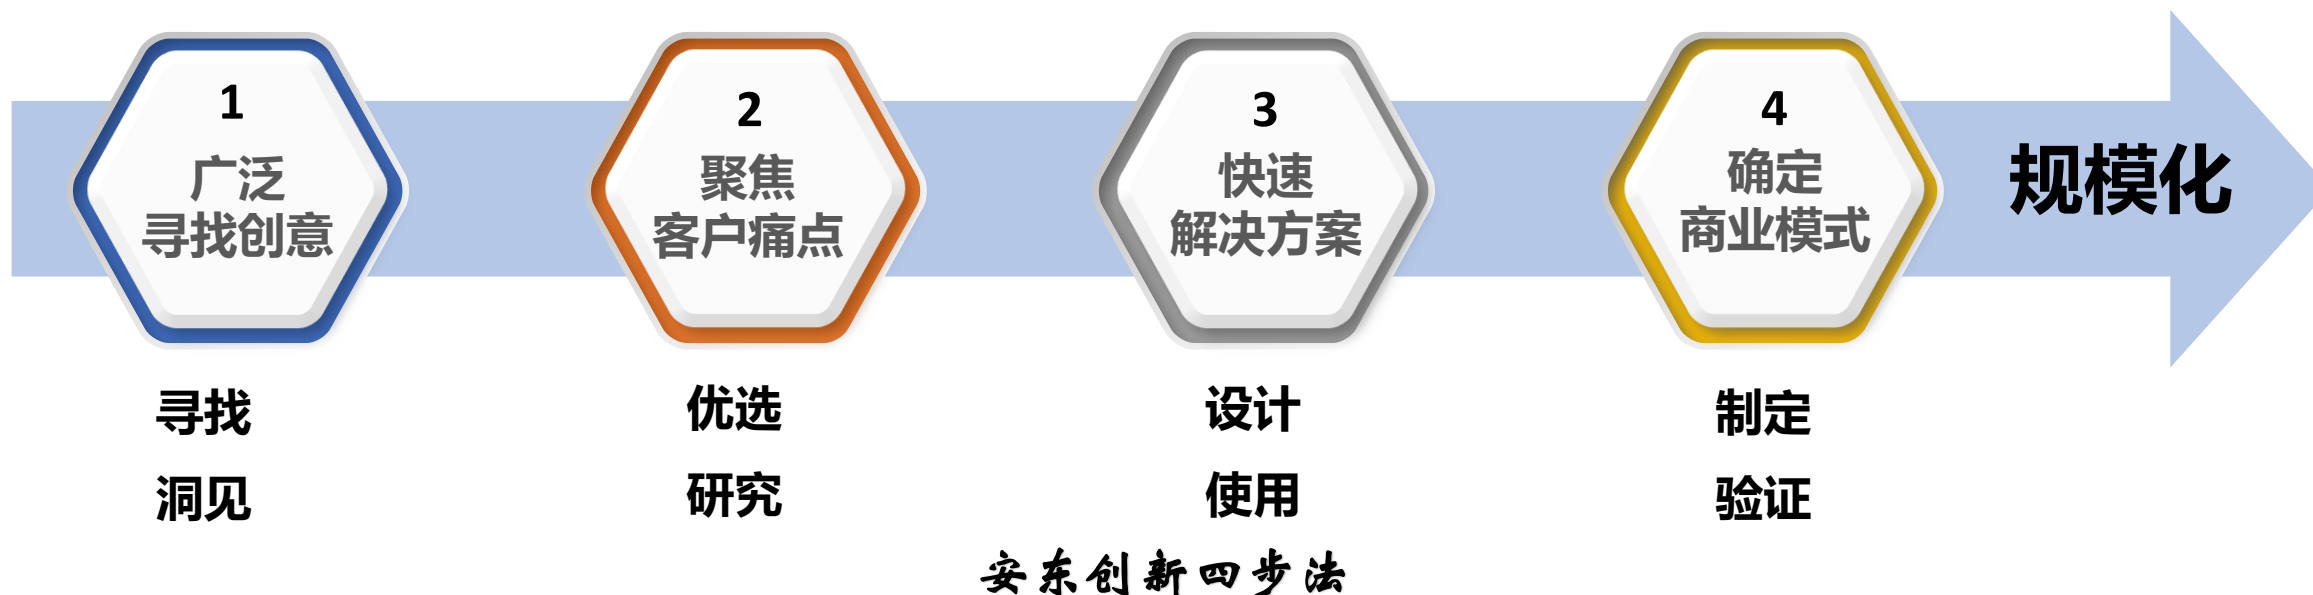 1
广泛
寻找创意
2
聚焦
客户痛点
3
快速
解决方案
4
确定
商业模式
规模化
寻找
洞见
优选
研究
设计
使用
制定
验证
安东创新四步法